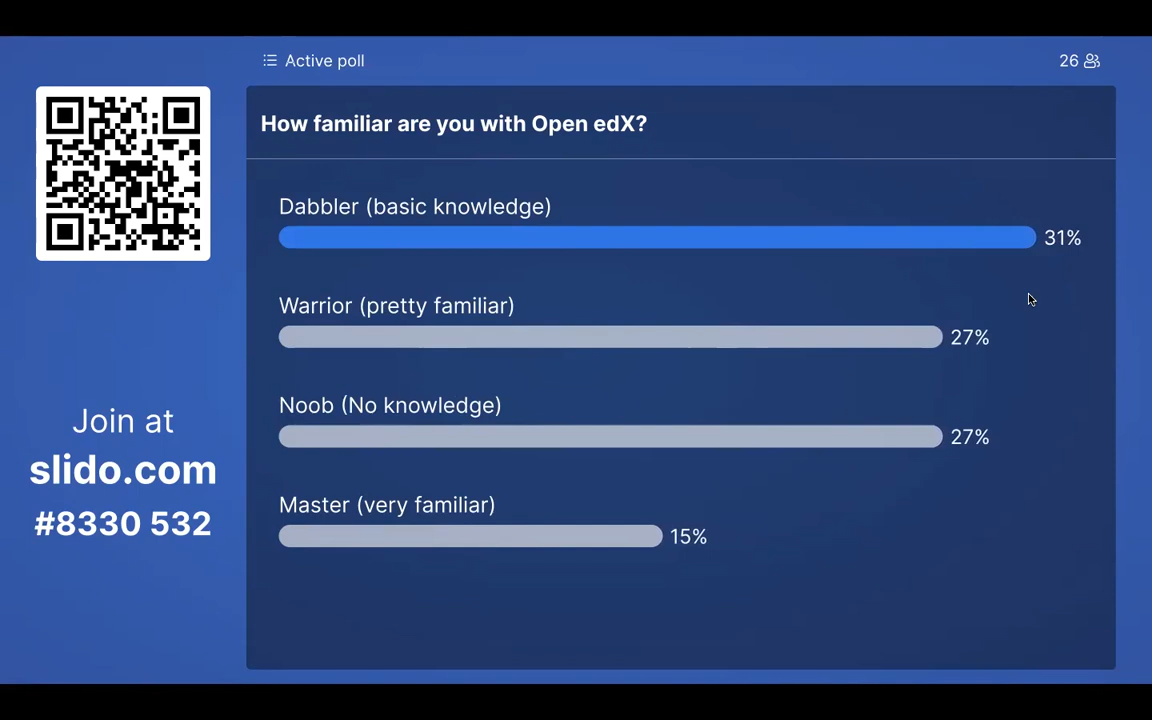 Active poll
26
How familiar are you with Open edX?
Dabbler (basic knowledge)
31%
Warrior (pretty familiar)
27%
Noob (No knowledge)
27%
Master (very familiar)
15%
Join at
slido.com
#8330 532